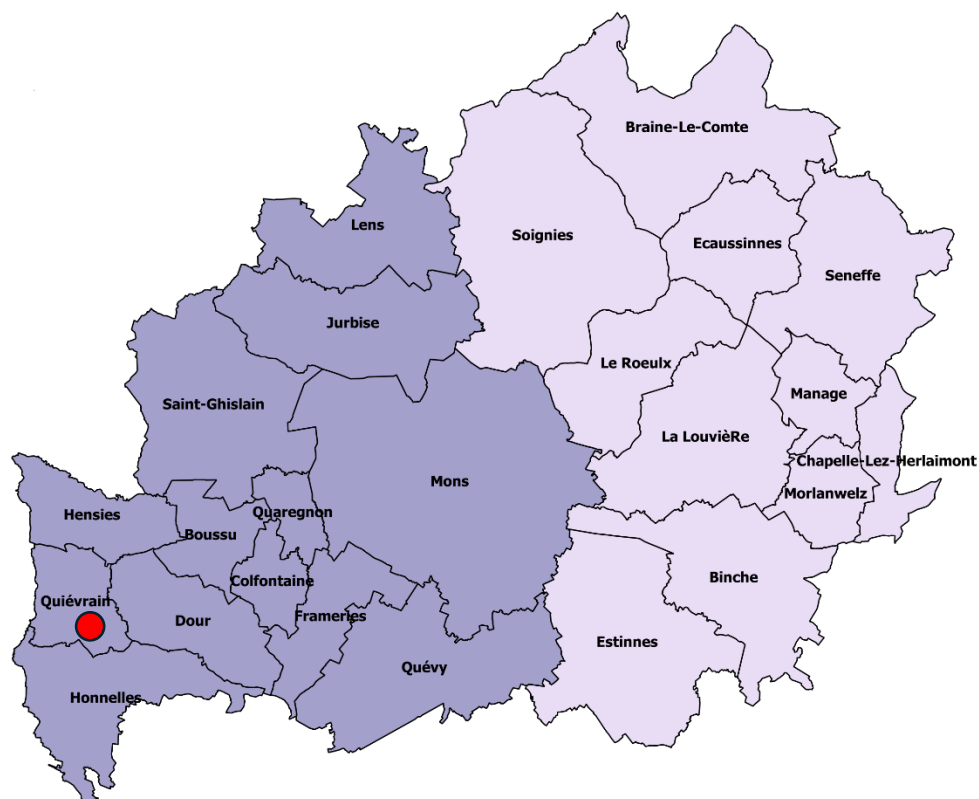 Braine-Le-Comte
Lens
Soignies
Ecaussinnes
Seneffe
Jurbise
Le Roeulx
Manage
Saint-Ghislain
La LouvièRe
Chapelle-Lez-Herlaimont
Mons
Morlanwelz
Hensies
Quaregnon
Boussu
Colfontaine
Binche
Quiévrain
Dour
Frameries
Estinnes
Quévy
Honnelles